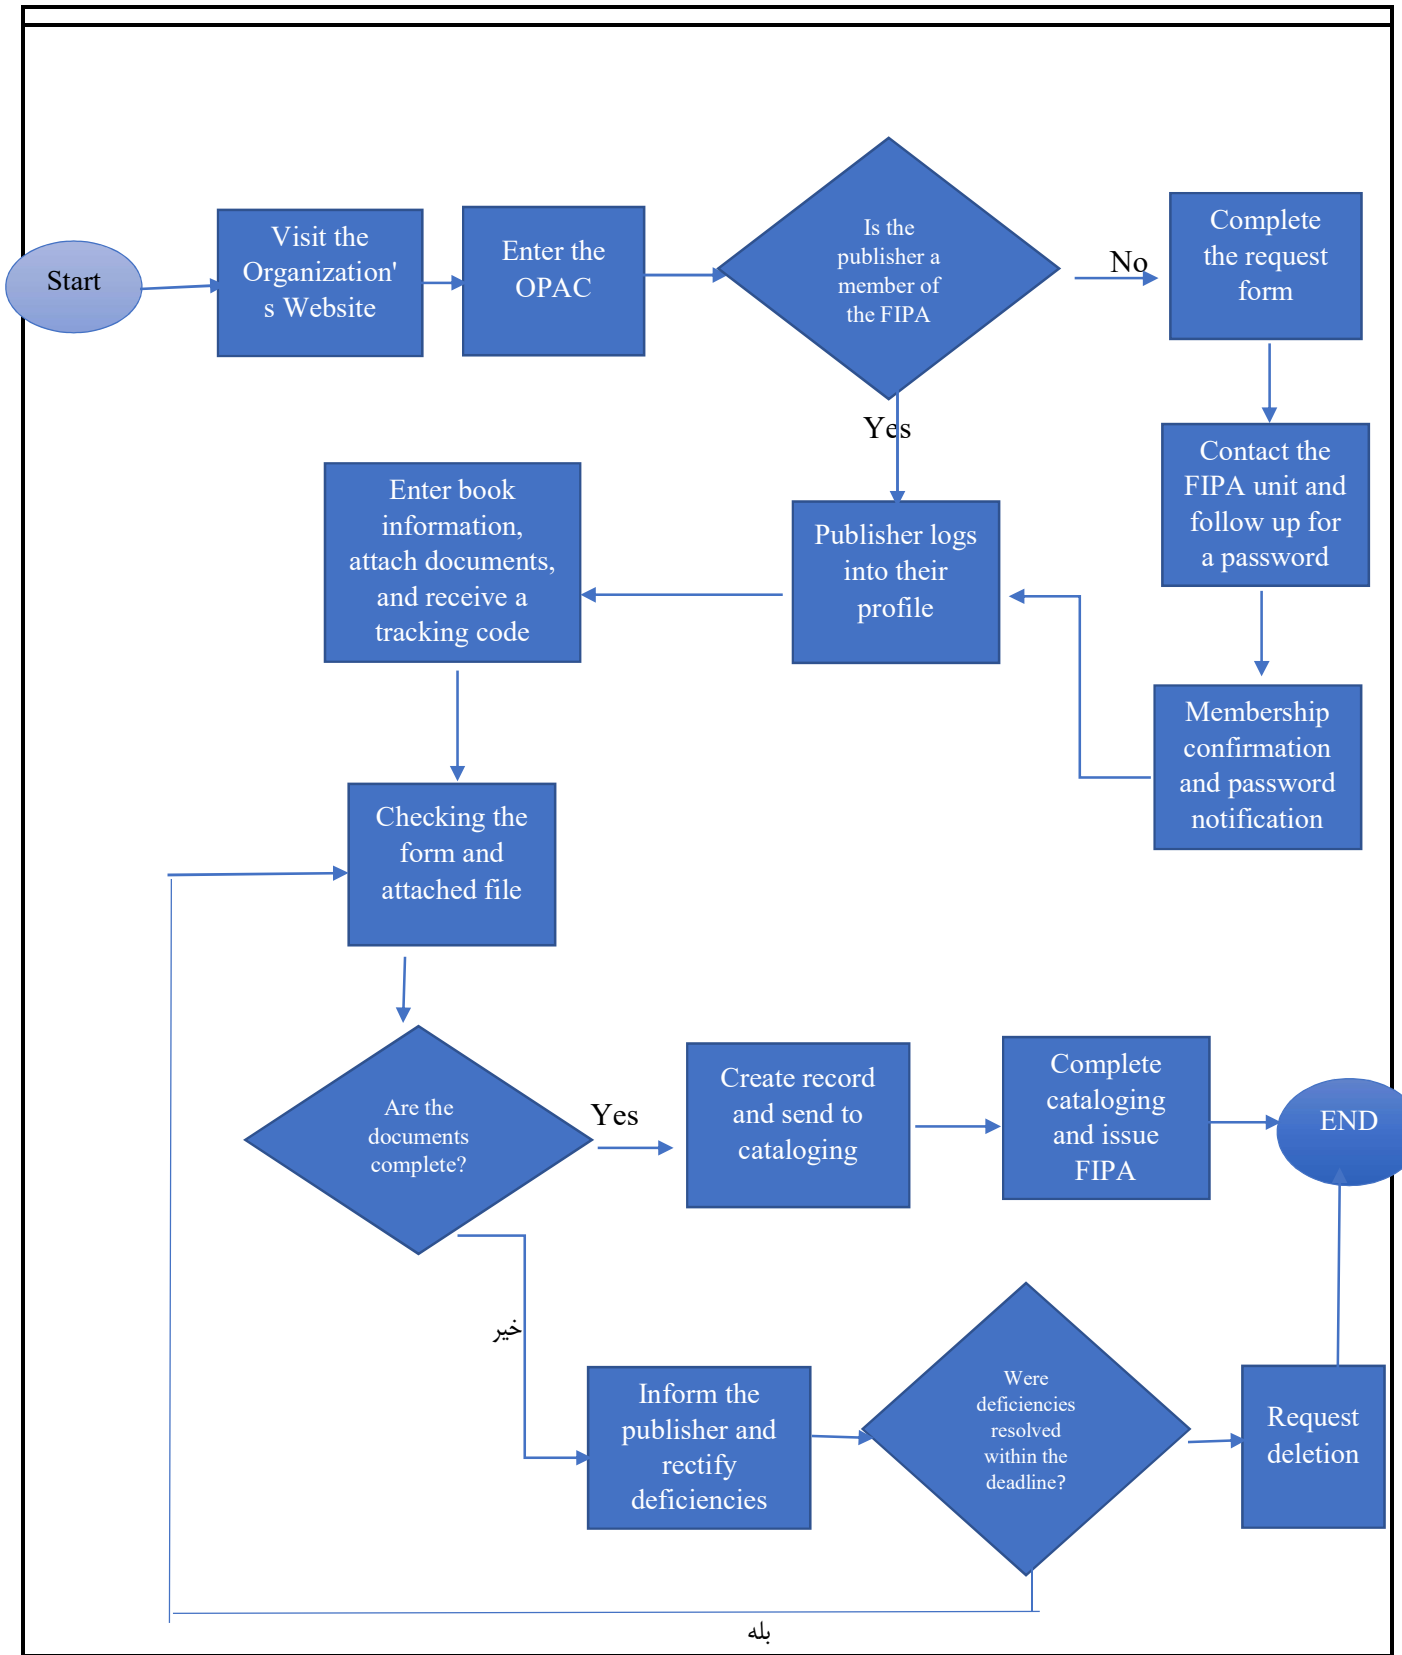 Start
Visit the
Organization'
s Website
Enter the
OPAC
Is the
publisher a
member of
the FIPA
No
Complete
the request
form
Yes
Contact the
FIPA unit and
follow up for
a password
Enter book
information,
attach documents,
and receive a
tracking code
Publisher logs
into their
profile
Membership
confirmation
and password
notification
Checking the
form and
attached file
Are the
documents
complete?
Yes
Create record
and send to
cataloging
Complete
cataloging
and issue
FIPA
END
خیر
Inform the
publisher and
rectify
deficiencies
Were
deficiencies
resolved
within the
deadline?
Request
deletion
بله